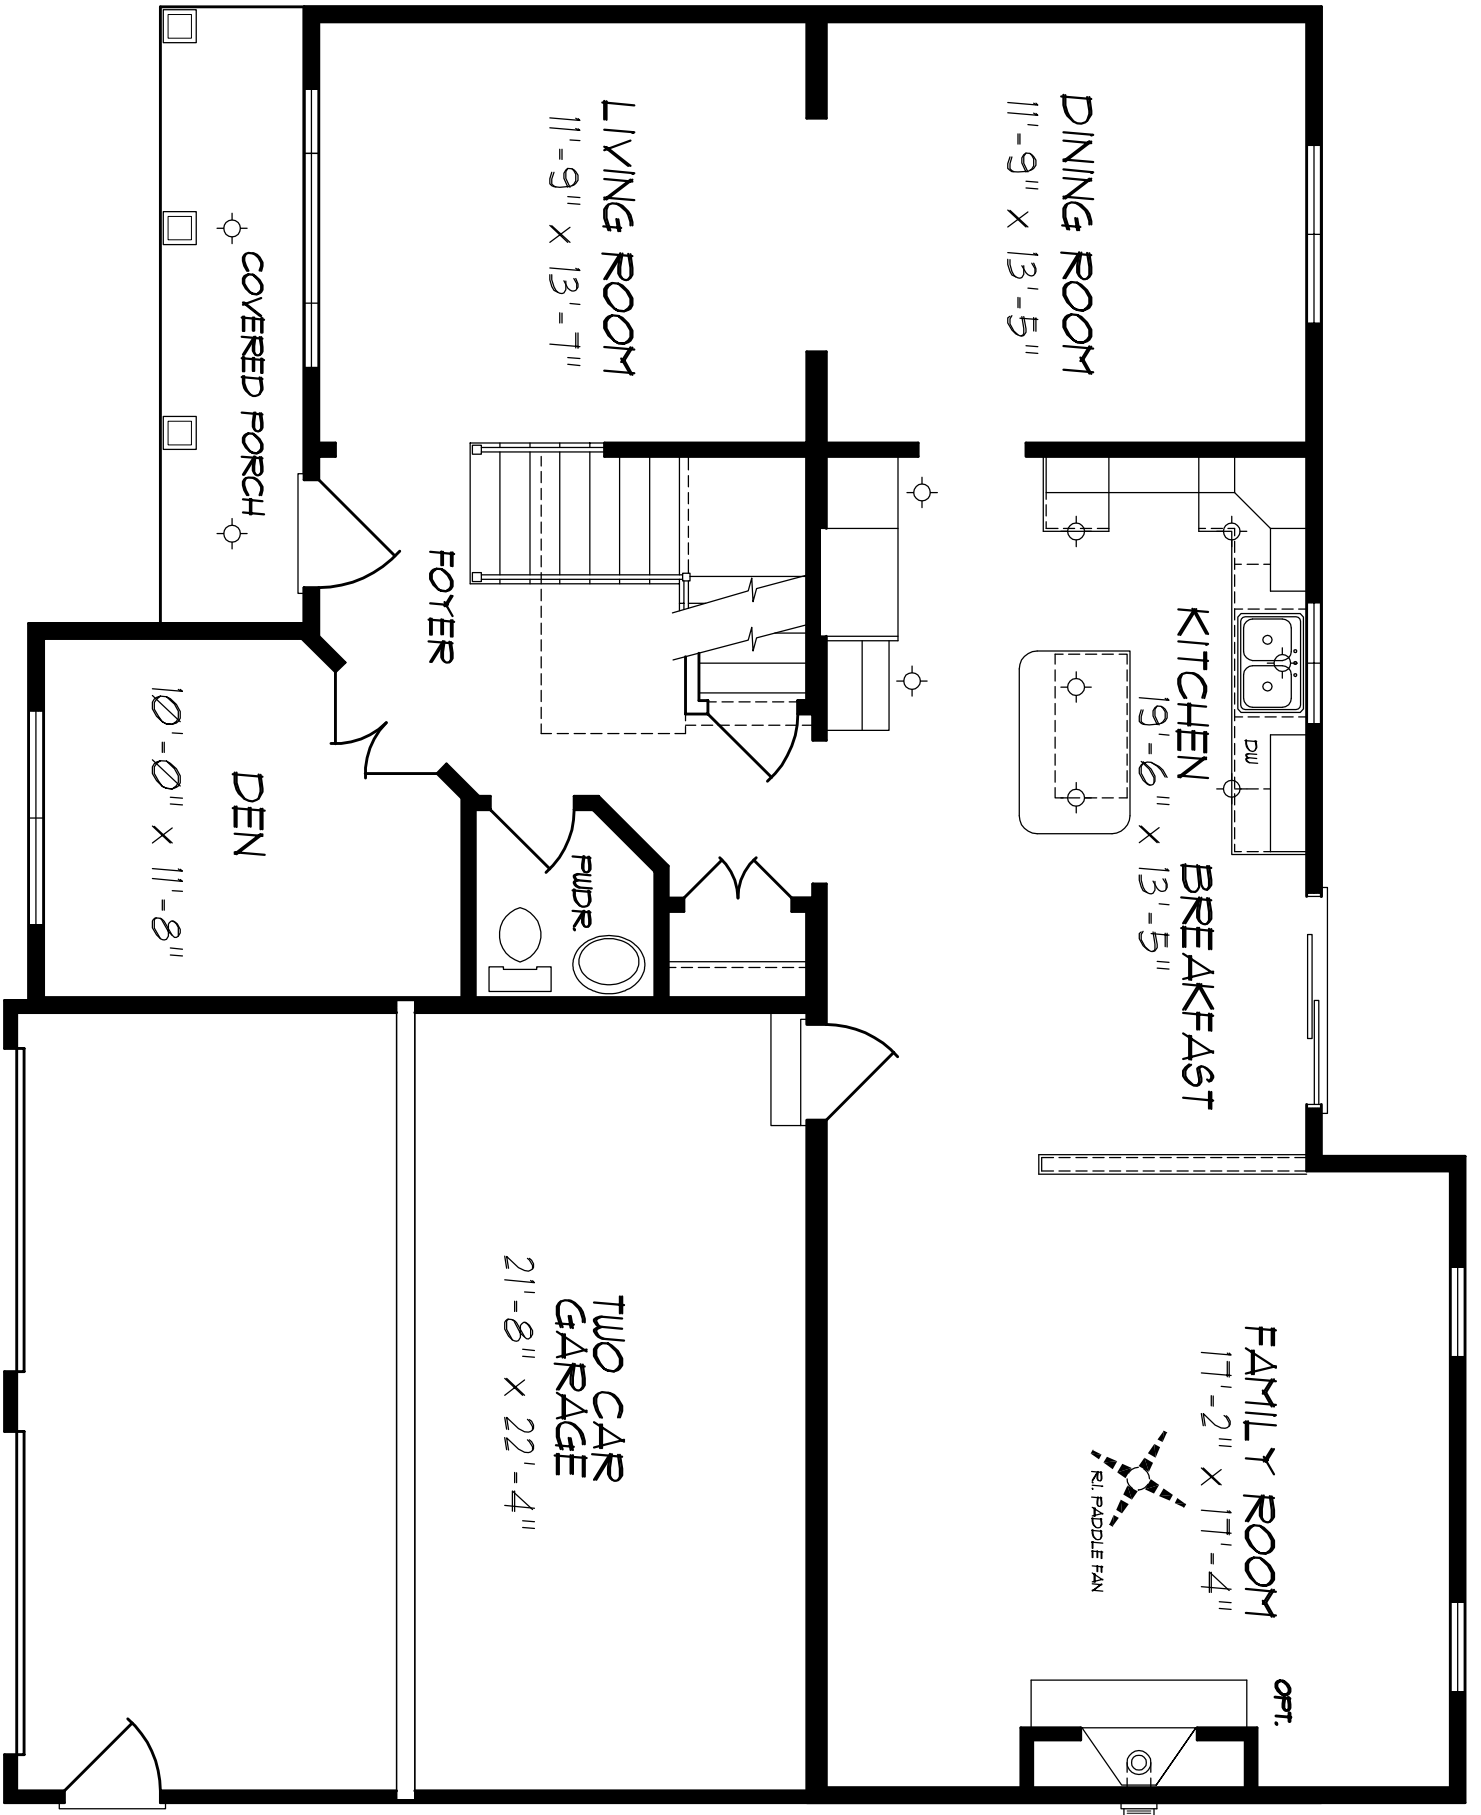 FAMILY ROOM
17'-2" x 17'-4"
OPT.
R.I. PADDLE FAN
KITCHEN
BREAKFAST
19'-6" x 13'-5"
DW
DINING ROOM
11'-9" x 13'-5"
LIVING ROOM
11'-9" x 13'-7"
FOYER
PWDR.
TWO CAR
GARAGE
21'-8" x 22'-4"
COVERED PORCH
DEN
10'-0" x 11'-8"